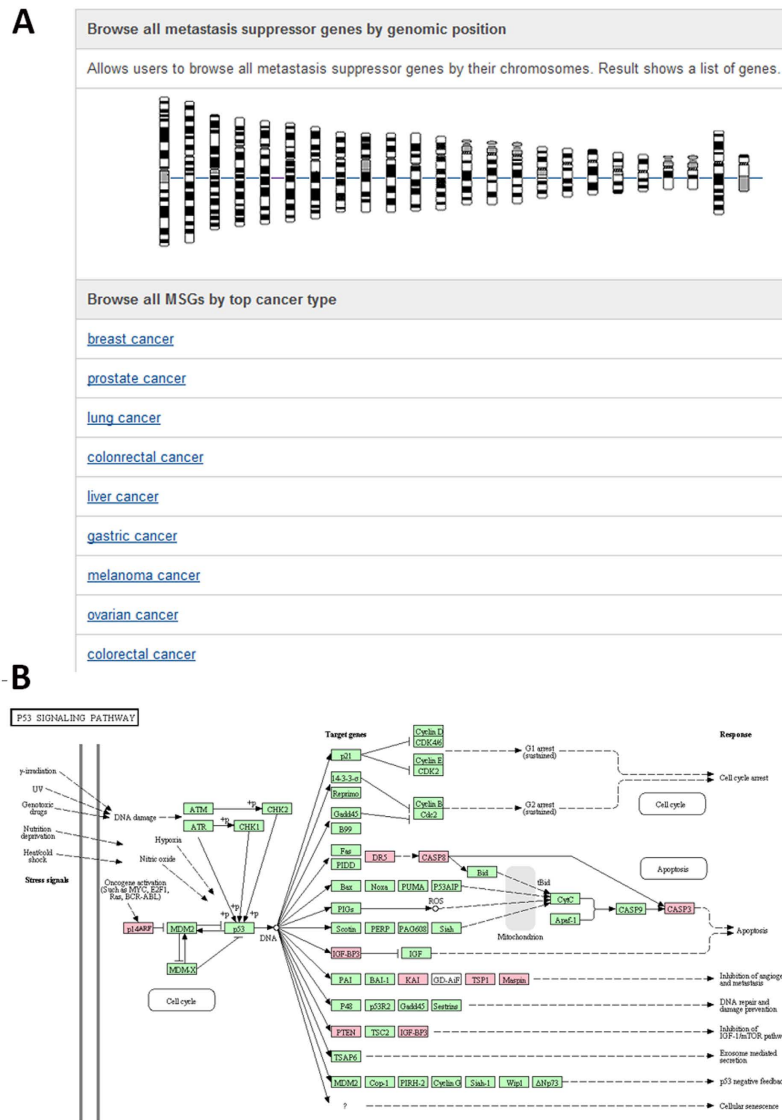 A
Browse all metastasis suppressor genes by genomic position
Allows users to browse all metastasis suppressor genes by their chromosomes. Result shows a list of genes.
Browse all MSGs by top cancer type
breast cancer
prostate cancer
lung cancer
colonrectal cancer
liver cancer
gastric cancer
melanoma cancer
ovarian cancer
colorectal cancer
B
P53 SIGNALING PATHWAY
Target genes
Response
Stress signals
γ-irradiation
UV
Genotoxic
drugs
Nutrition
deprivation
Heat/cold
shock
DNA damage
ATM
+p
CHK2
ATR
+p
CHK1
Hypoxia
Nitric oxide
Oncogene activation
(Such as MYC, E2F1,
Ras, BCR-ABL)
p14ARF
MDM2
+p
+p
+p
p53
DNA
MDM-X
Cell cycle
p21
Cyclin D
CDK4/6
Cyclin E
CDK2
G1 arrest
(sustained)
Cell cycle arrest
14-3-3-σ
Reprimo
Gadd45
B99
Cyclin B
Cdc2
G2 arrest
(sustained)
Cell cycle
Fas
PIDD
DR5
CASP8
Bid
tBid
Apoptosis
Bax
Noxa
PUMA
P53AIP
PIGs
ROS
CytC
Apaf-1
CASP9
CASP3
Scotin
PERP
PAG608
Siah
Mitochondrion
Apoptosis
IGF-BP3
IGF
PAI
BAI-1
KAI
GD-AiF
TSP1
Maspin
Inhibition of angioge
and metastasis
P48
p53R2
Gadd45
Sestrins
DNA repair and
damage prevention
PTEN
TSC2
IGF-BP3
Inhibition of
IGF-1/mTOR pathw
TSAP6
Exosome mediated
secretion
MDM2
Cop-1
PIRH-2
Cyclin G
Siah-1
Wip1
ΔNp73
p53 negative feedbac
?
Cellular senescence